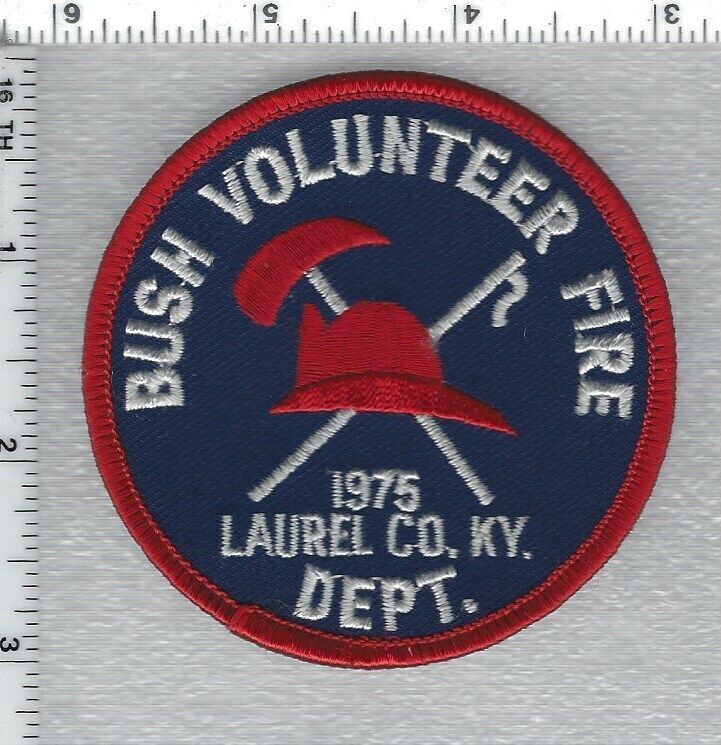 6 5 4 3
16 TH
1
2
3
BUSH VOLUNTEER FIRE
1975
LAUREL CO. KY.
DEPT.